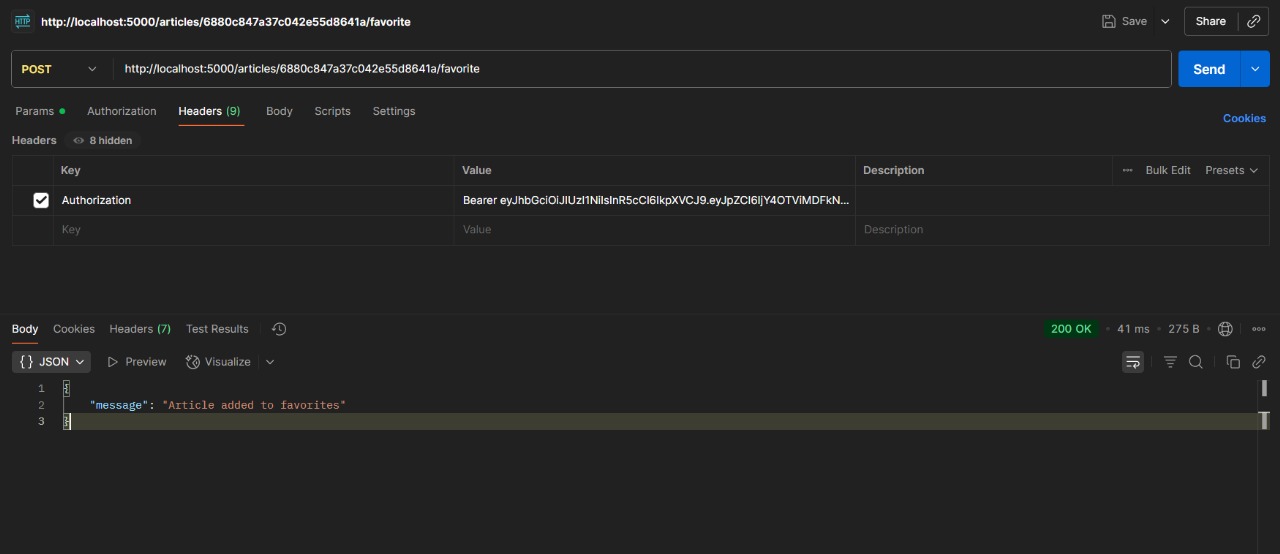 HTTP http://localhost:5000/articles/6880c847a37c042e55d8641a/favorite Save Share
POST http://localhost:5000/articles/6880c847a37c042e55d8641a/favorite Send
Params Authorization Headers (9) Body Scripts Settings Cookies
Headers 8 hidden
Key Value Description Bulk Edit Presets
Authorization Bearer eyJhbGciOiJIUzI1NiIsInR5cCI6IkpXVCJ9.eyJpZCI6IjY4OTViMDFkN...
Key Value Description
Body Cookies Headers (7) Test Results 200 OK 41 ms 275 B
{ } JSON Preview Visualize
1 {
2 "message": "Article added to favorites"
3 }